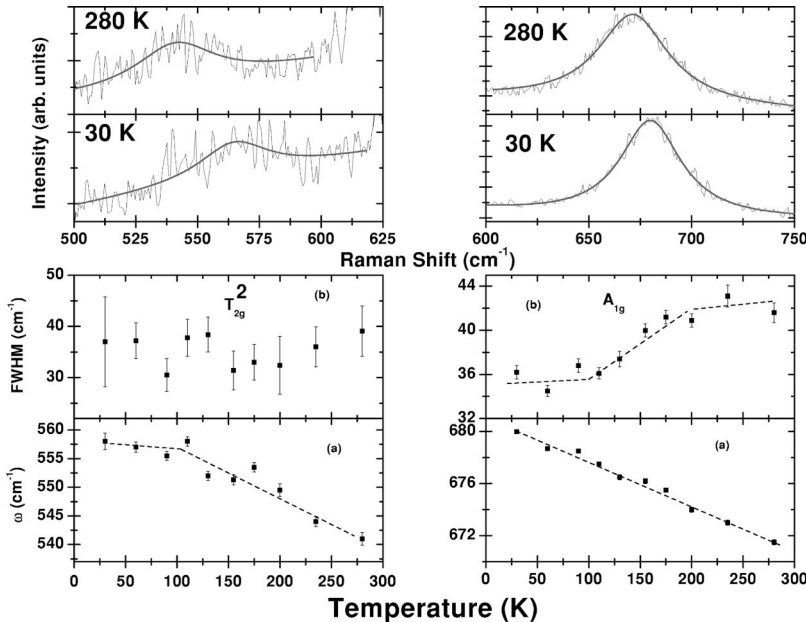 280 K
30 K
Intensity (arb. units)
500 525 550 575 600 625
280 K
30 K
600 650 700 750
Raman Shift (cm-1)
T2g2
(b)
FWHM (cm-1)
50
40
30
20
(a)
ω (cm-1)
560
555
550
545
540
0 50 100 150 200 250 300
A1g
(b)
44
40
36
32
(a)
680
676
672
0 50 100 150 200 250 300
Temperature (K)